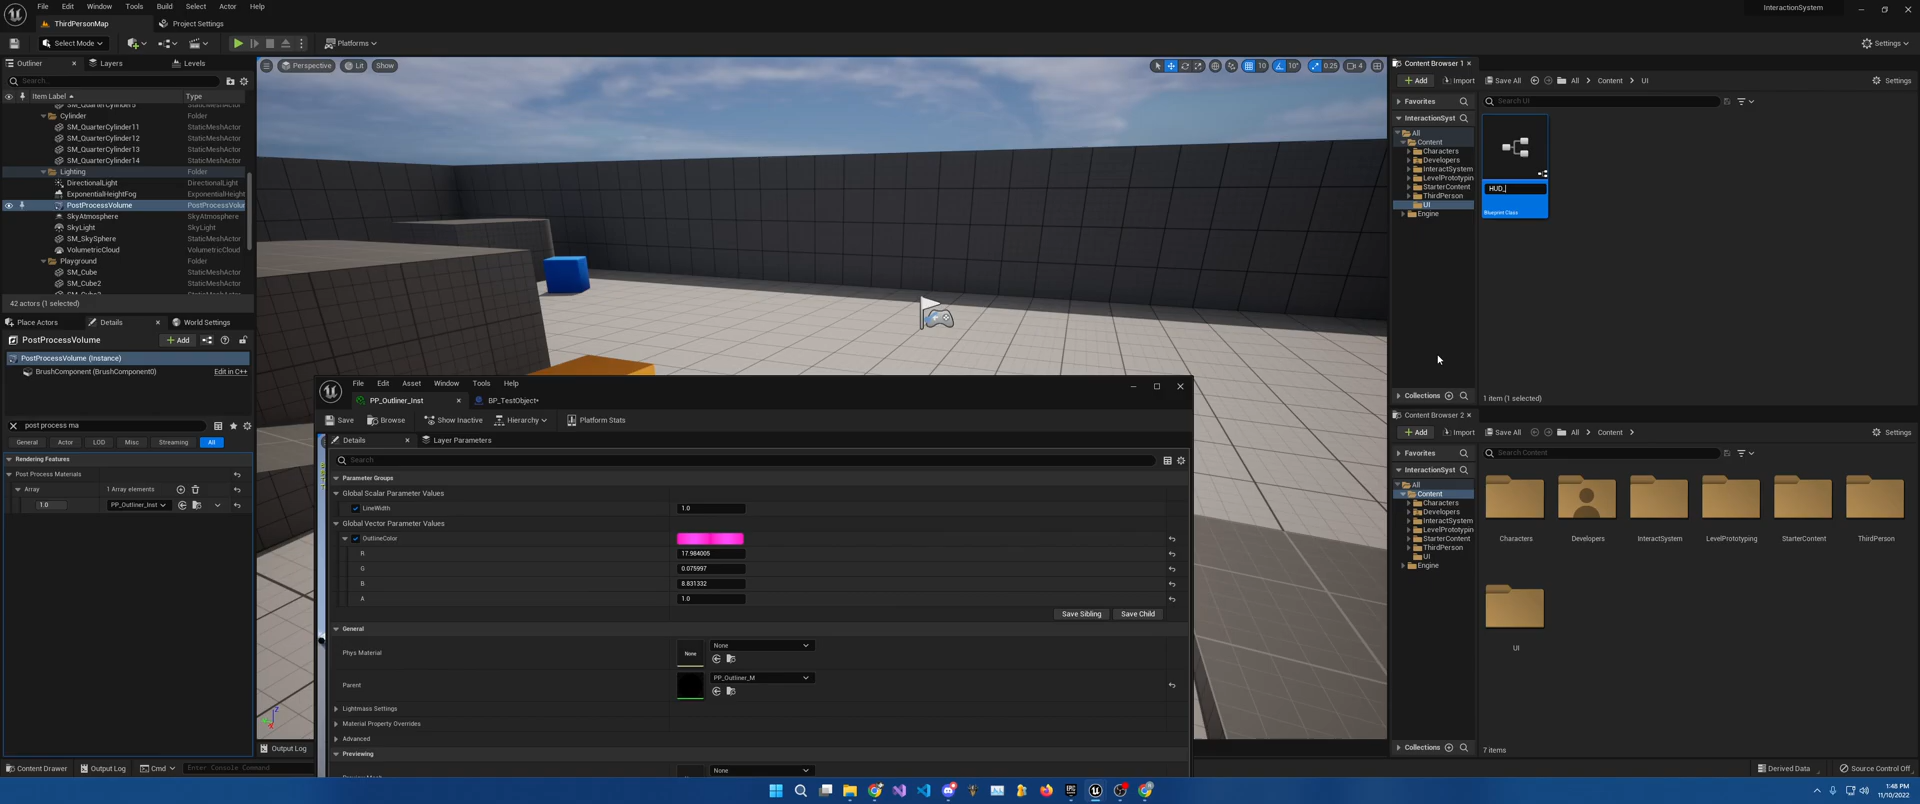 File Edit Window Tools Build Select Actor Help
InteractionSystem
ThirdPersonMap
Project Settings
Select Mode
Platforms
Settings
Outliner
Layers
Levels
Perspective
Lit
Show
10
10°
0.25
4
Search...
Item Label
Type
SM_QuarterCylinder5 StaticMeshActor
Cylinder Folder
SM_QuarterCylinder11 StaticMeshActor
SM_QuarterCylinder12 StaticMeshActor
SM_QuarterCylinder13 StaticMeshActor
SM_QuarterCylinder14 StaticMeshActor
Lighting Folder
DirectionalLight DirectionalLight
ExponentialHeightFog ExponentialHeight
PostProcessVolume PostProcessVolur
SkyAtmosphere SkyAtmosphere
SkyLight SkyLight
SM_SkySphere StaticMeshActor
VolumetricCloud VolumetricCloud
Playground Folder
SM_Cube StaticMeshActor
SM_Cube2 StaticMeshActor
42 actors (1 selected)
Place Actors
Details
World Settings
PostProcessVolume
Add
PostProcessVolume (Instance)
BrushComponent (BrushComponent0)
Edit in C++
post process ma
General
Actor
LOD
Misc
Streaming
All
Rendering Features
Post Process Materials
Array
1 Array elements
1.0
PP_Outliner_Inst
Content Drawer
Output Log
Cmd
Enter Console Command
Output Log
File Edit Asset Window Tools Help
PP_Outliner_Inst
BP_TestObject*
Save
Browse
Show Inactive
Hierarchy
Platform Stats
Details
Layer Parameters
Search
Parameter Groups
Global Scalar Parameter Values
LineWidth
1.0
Global Vector Parameter Values
OutlineColor
R
17.984005
G
0.075997
B
8.831332
A
1.0
Save Sibling
Save Child
General
Phys Material
None
None
Parent
PP_Outliner_M
Lightmass Settings
Material Property Overrides
Advanced
Previewing
None
Content Browser 1
Add
Import
Save All
All
Content
UI
Settings
Favorites
Search UI
InteractionSyst
All
Content
Characters
Developers
InteractSystem
LevelPrototypin
StarterContent
ThirdPerson
UI
Engine
HUD_
Blueprint Class
Collections
1 item (1 selected)
Content Browser 2
Add
Import
Save All
All
Content
Settings
Favorites
Search Content
InteractionSyst
All
Content
Characters
Developers
InteractSystem
LevelPrototypin
StarterContent
ThirdPerson
UI
Engine
Characters
Developers
InteractSystem
LevelPrototyping
StarterContent
ThirdPerson
UI
Collections
7 items
Derived Data
Source Control Off
1:48 PM
11/10/2022